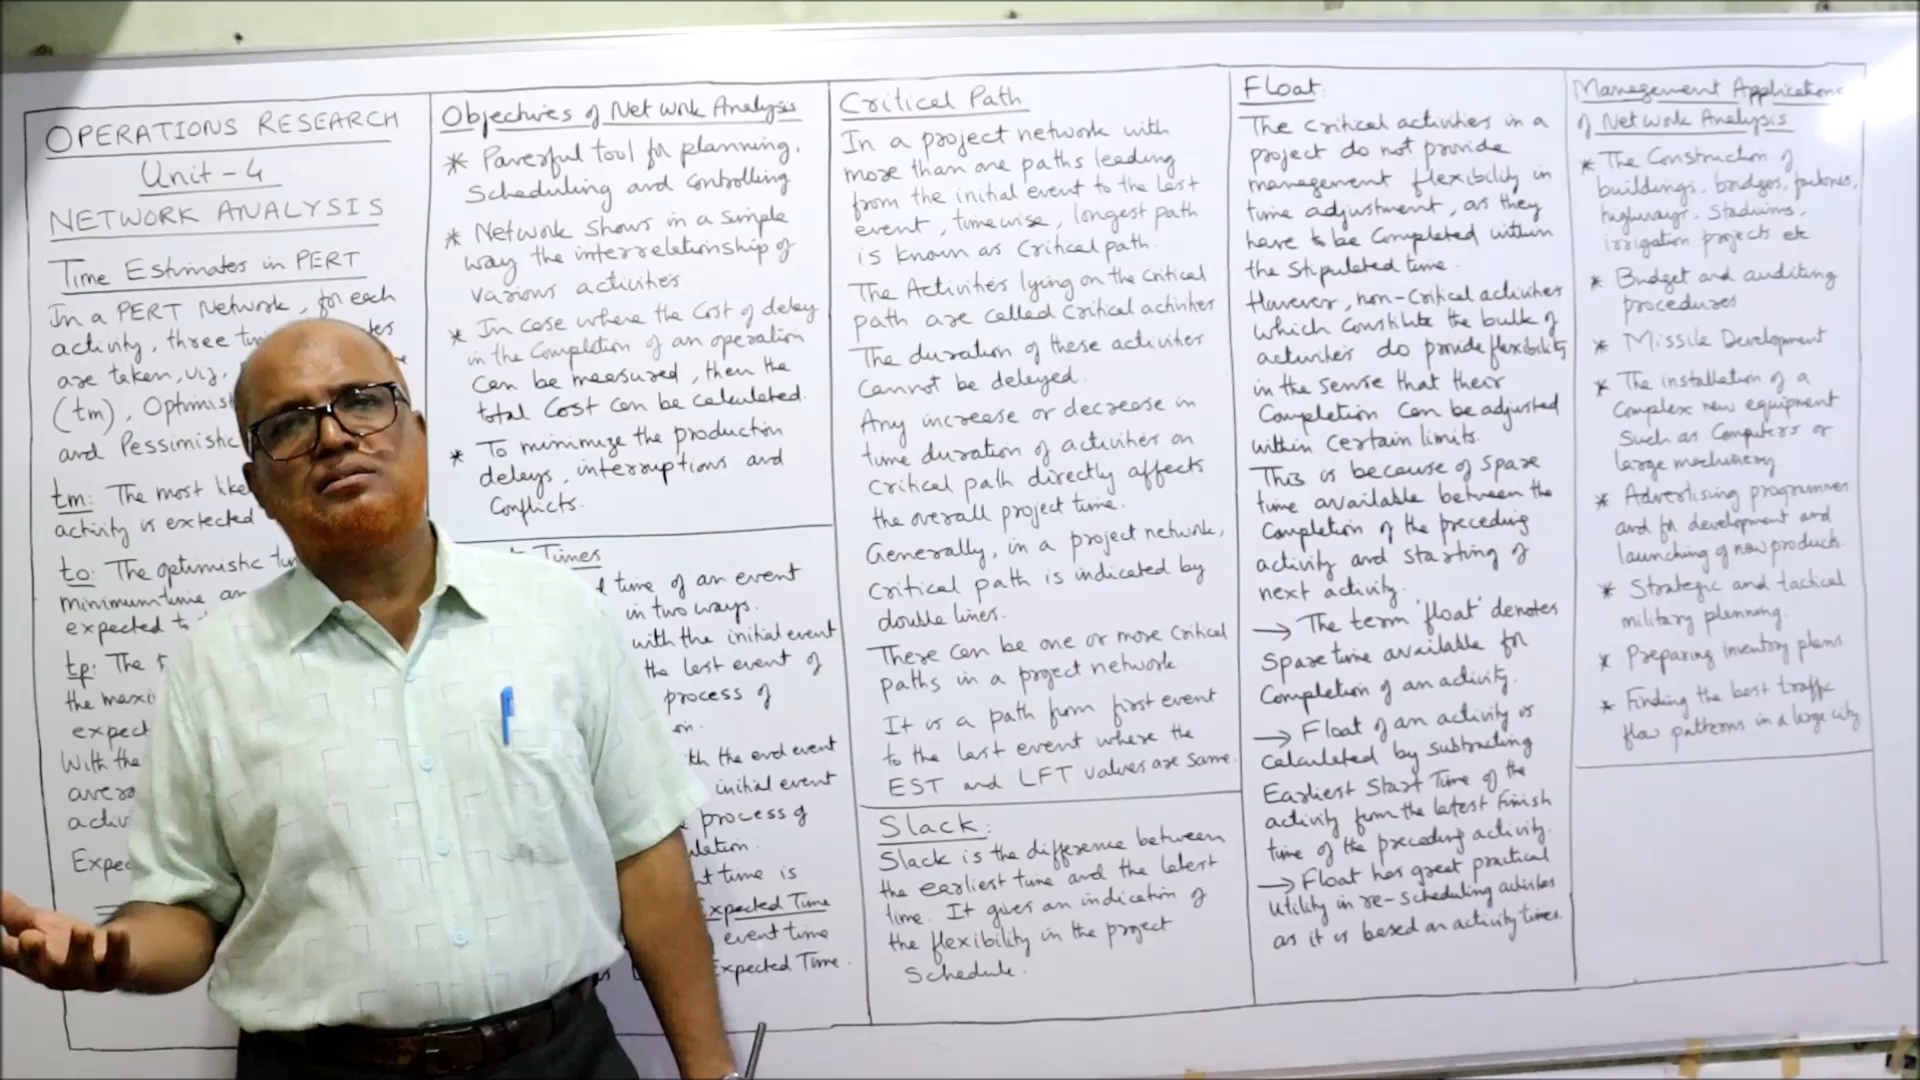 OPERATIONS RESEARCH
Unit - 4
NETWORK ANALYSIS
Time Estimates in PERT
In a PERT Network, for each
activity, three
are taken, viz,
(tm),
and Pessimistic
tm: The most
activity is extected
to: The optimistic
minimum time
expected
tp: The
the
With the
Objectives of Network Analysis
* Powerful tool for planning,
Scheduling and Controlling
* Network shows in a simple
way the interrelationship of
various activities
* In case where the Cost of delay
in the Completion of an operation
can be measured, then the
total Cost can be calculated.
* To minimize the production
delays, interruptions and
Conflicts.
Times
time of an event
in two ways.
with the initial event
the last event of
process of
the end event
initial event
process of
time is
Expected Time
event time
Expected Time.
Critical Path
In a project network with
more than one paths leading
from the initial event to the last
event, timewise, longest path
is known as Critical path.
The Activities lying on the Critical
path are called Critical activities
The duration of these activities
cannot be delayed.
Any increase or decrease in
time duration of activities on
Critical path directly affects
the overall project time.
Generally, in a project network,
Critical path is indicated by
double lines.
There can be one or more Critical
paths in a project network
It is a path from first event
to the last event where the
EST and LFT values are same.
Slack:
Slack is the difference between
the earliest time and the latest
time. It gives an indication of
the flexibility in the project
Schedule.
Float:
The critical activities in a
project do not provide
management flexibility in
time adjustment, as they
have to be Completed within
the stipulated time.
However, non-Critical activities
which constitute the bulk of
activities do provide flexibility
in the sense that their
Completion can be adjusted
within certain limits.
This is because of spare
time available between the
Completion of the preceding
activity and starting of
next activity.
→ The term 'float' denotes
Spare time available for
Completion of an activity.
→ Float of an activity is
calculated by subtracting
Earliest Start Time of the
activity from the latest Finish
time of the preceding activity.
→ Float has great practical
utility in re-scheduling activities
as it is based on activity times.
Management Applications
of Network Analysis
* The Construction of
buildings, bridges, factories,
highways, Stadiums,
irrigation projects etc
* Budget and auditing
procedures
* Missile Development
* The installation of a
Complex new equipment
Such as Computers or
large machinery
* Advertising programmes
and for development and
launching of new products.
* Strategic and tactical
military planning.
* Preparing inventory plans
* Finding the best traffic
flow patterns in a large city